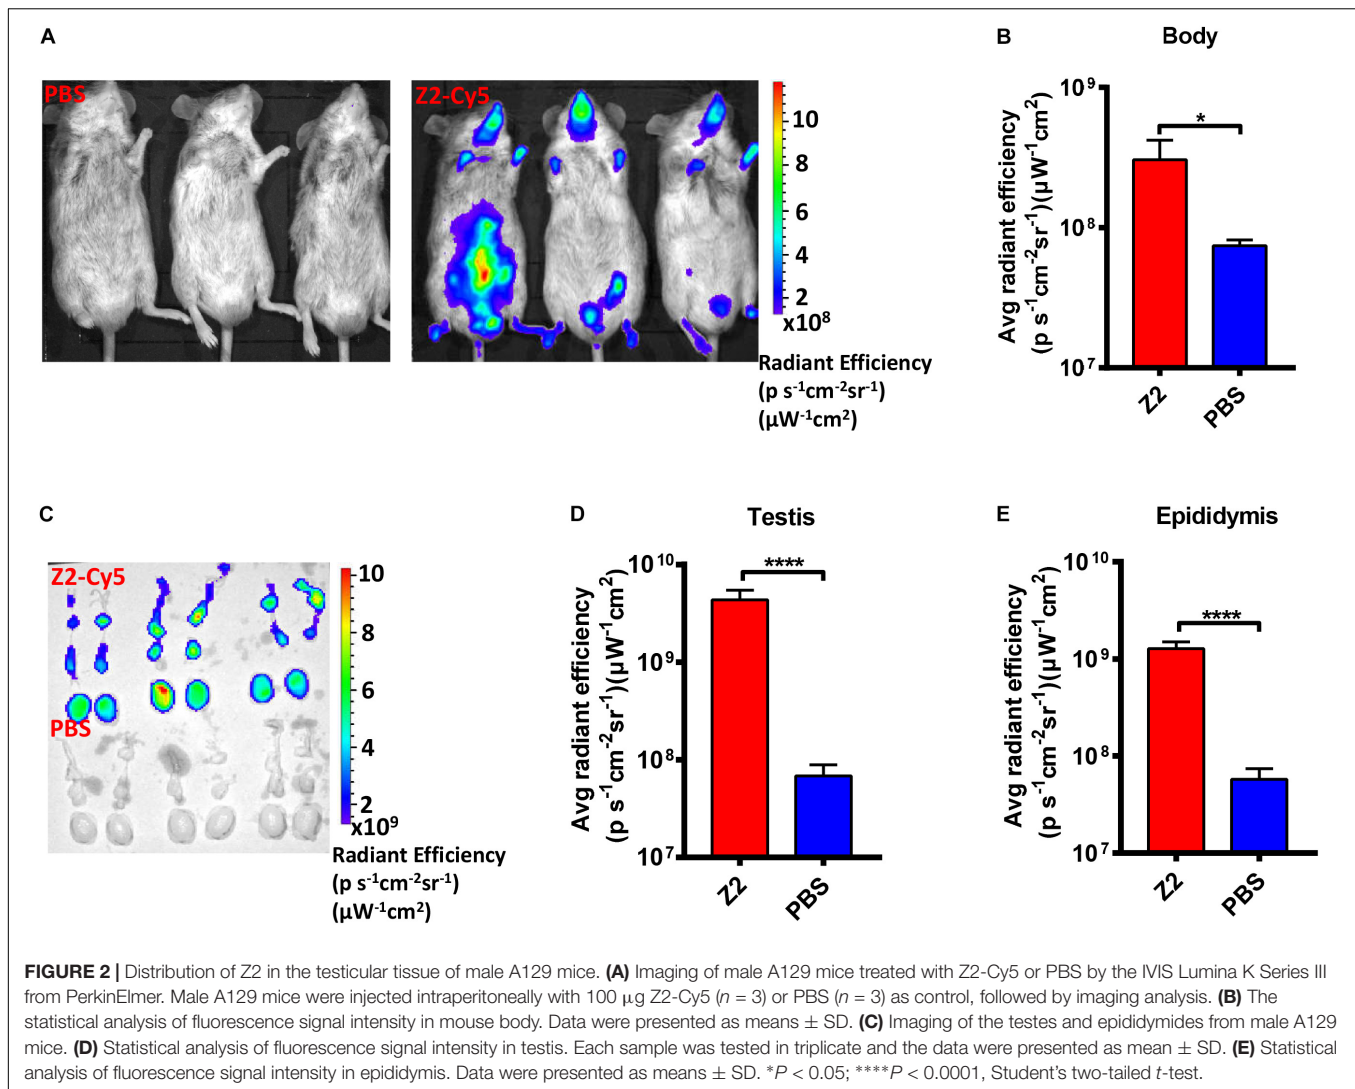 A
PBS
Z2-Cy5
10
8
6
4
2
x10⁸
Radiant Efficiency
(p s⁻¹cm⁻²sr⁻¹)
(µW⁻¹cm²)
B
Body
Avg radiant efficiency
(p s⁻¹cm⁻²sr⁻¹)(µW⁻¹cm²)
10⁹
10⁸
10⁷
*
Z2
PBS
C
Z2-Cy5
PBS
10
8
6
4
2
x10⁹
Radiant Efficiency
(p s⁻¹cm⁻²sr⁻¹)
(µW⁻¹cm²)
D
Testis
Avg radiant efficiency
(p s⁻¹cm⁻²sr⁻¹)(µW⁻¹cm²)
10¹⁰
10⁹
10⁸
10⁷
****
Z2
PBS
E
Epididymis
Avg radiant efficiency
(p s⁻¹cm⁻²sr⁻¹)(µW⁻¹cm²)
10¹⁰
10⁹
10⁸
10⁷
****
Z2
PBS
FIGURE 2 | Distribution of Z2 in the testicular tissue of male A129 mice. (A) Imaging of male A129 mice treated with Z2-Cy5 or PBS by the IVIS Lumina K Series III
from PerkinElmer. Male A129 mice were injected intraperitoneally with 100 µg Z2-Cy5 (n = 3) or PBS (n = 3) as control, followed by imaging analysis. (B) The
statistical analysis of fluorescence signal intensity in mouse body. Data were presented as means ± SD. (C) Imaging of the testes and epididymides from male A129
mice. (D) Statistical analysis of fluorescence signal intensity in testis. Each sample was tested in triplicate and the data were presented as mean ± SD. (E) Statistical
analysis of fluorescence signal intensity in epididymis. Data were presented as means ± SD. *P < 0.05; ****P < 0.0001, Student's two-tailed t-test.